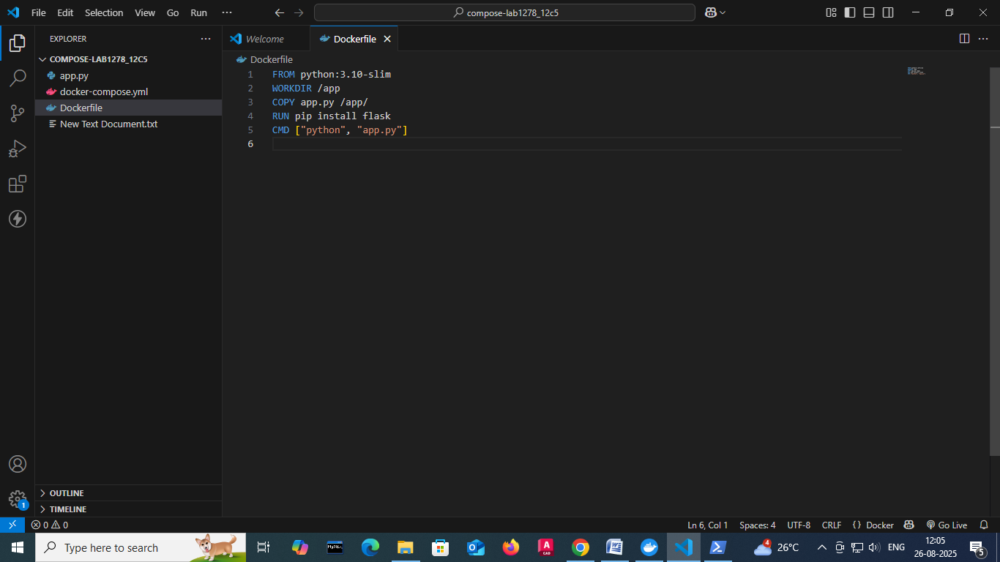 File Edit Selection View Go Run ···
compose-lab1278_12c5
EXPLORER ···
COMPOSE-LAB1278_12C5
app.py
docker-compose.yml
Dockerfile
New Text Document.txt
OUTLINE
TIMELINE
Welcome
Dockerfile
Dockerfile
1 FROM python:3.10-slim
2 WORKDIR /app
3 COPY app.py /app/
4 RUN pip install flask
5 CMD ["python", "app.py"]
6
1
0 0
Ln 6, Col 1 Spaces: 4 UTF-8 CRLF {} Docker Go Live
Type here to search
MySQL
A
CAD
W
26°C
ENG
12:05
26-08-2025
5